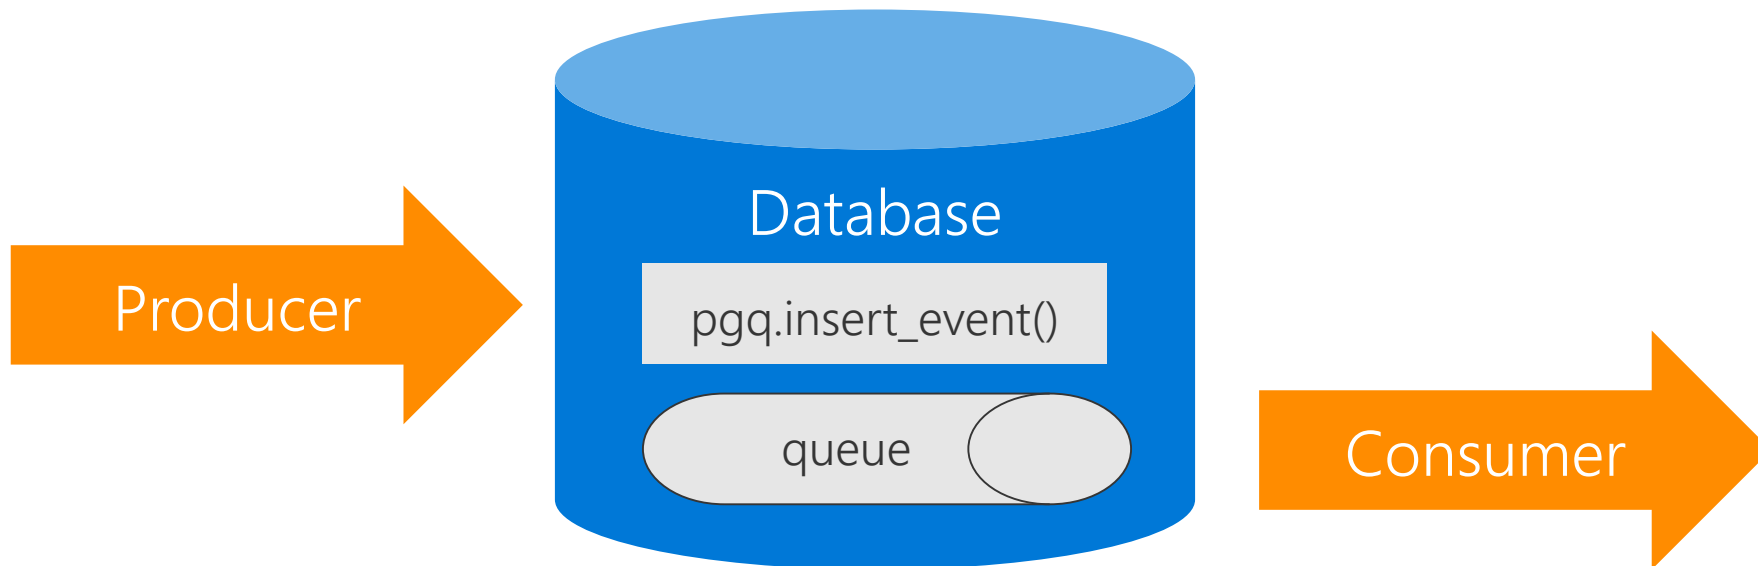 Database
Producer
pgq.insert_event()
queue
Consumer